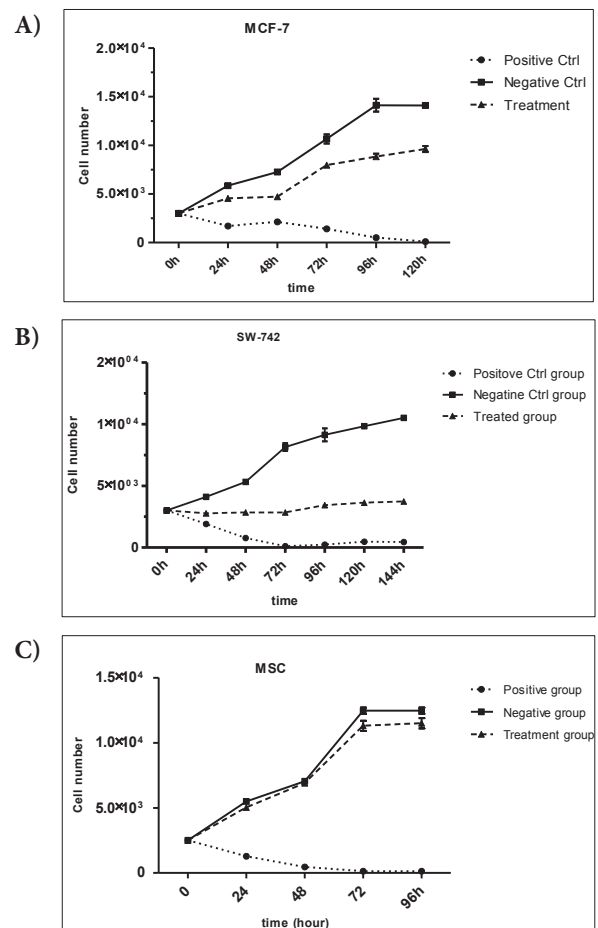 A)
MCF-7
2.0×10⁴
1.5×10⁴
1.0×10⁴
5.0×10³
0
Cell number
0h
24h
48h
72h
96h
120h
time
Positive Ctrl
Negative Ctrl
Treatment
B)
SW-742
2×10⁰⁴
1×10⁰⁴
5×10⁰³
0
Cell number
0h
24h
48h
72h
96h
120h
144h
time
Positove Ctrl group
Negatine Ctrl group
Treated group
C)
MSC
1.5×10⁴
1.0×10⁴
5.0×10³
0
Cell number
0
24
48
72
96h
time (hour)
Positive group
Negative group
Treatment group